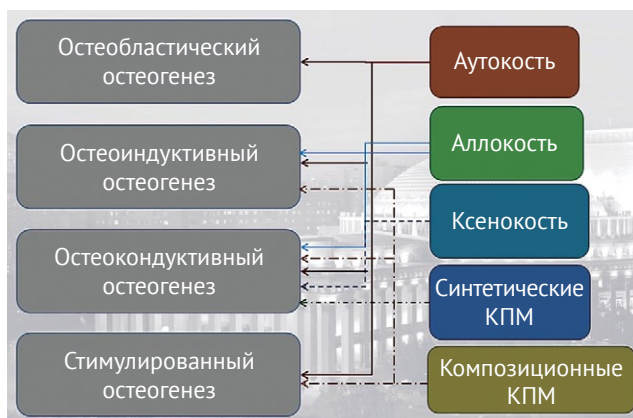 Остеобластический
остеогенез
Остеоиндуктивный
остеогенез
Остеокондуктивный
остеогенез
Стимулированный
остеогенез
Аутокость
Аллокость
Ксенокость
Синтетические
КПМ
Композиционные
КПМ